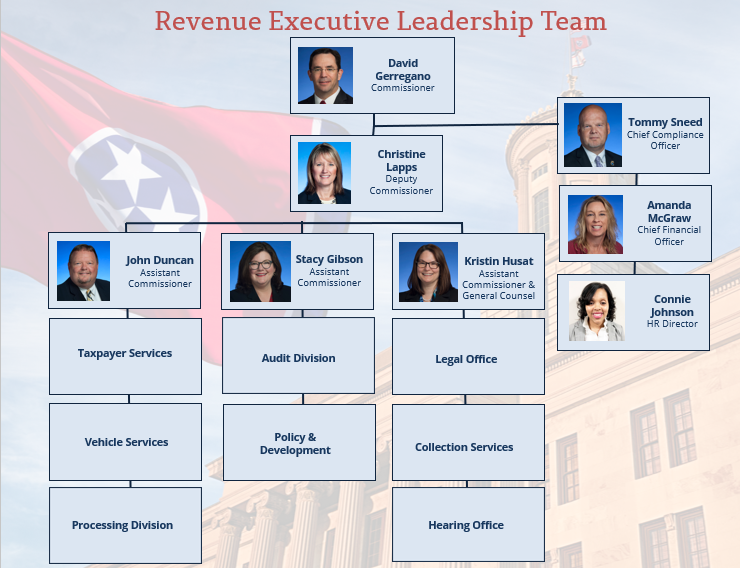 Revenue Executive Leadership Team
David
Gerregano
Commissioner
Tommy Sneed
Chief Compliance
Officer
Christine
Lapps
Deputy
Commissioner
Amanda
McGraw
Chief Financial
Officer
John Duncan
Assistant
Commissioner
Stacy Gibson
Assistant
Commissioner
Kristin Husat
Assistant
Commissioner &
General Counsel
Connie
Johnson
HR Director
Taxpayer Services
Audit Division
Legal Office
Vehicle Services
Policy &
Development
Collection Services
Processing Division
Hearing Office